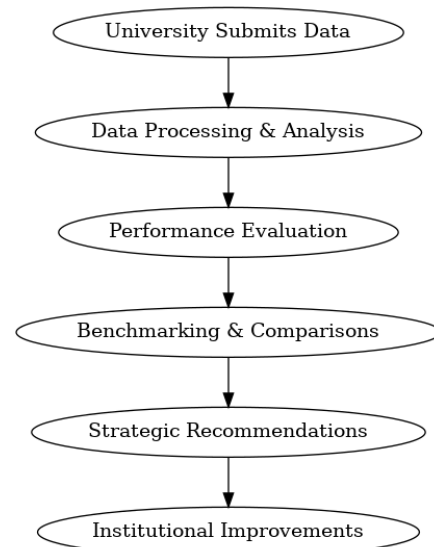 University Submits Data
Data Processing & Analysis
Performance Evaluation
Benchmarking & Comparisons
Strategic Recommendations
Institutional Improvements